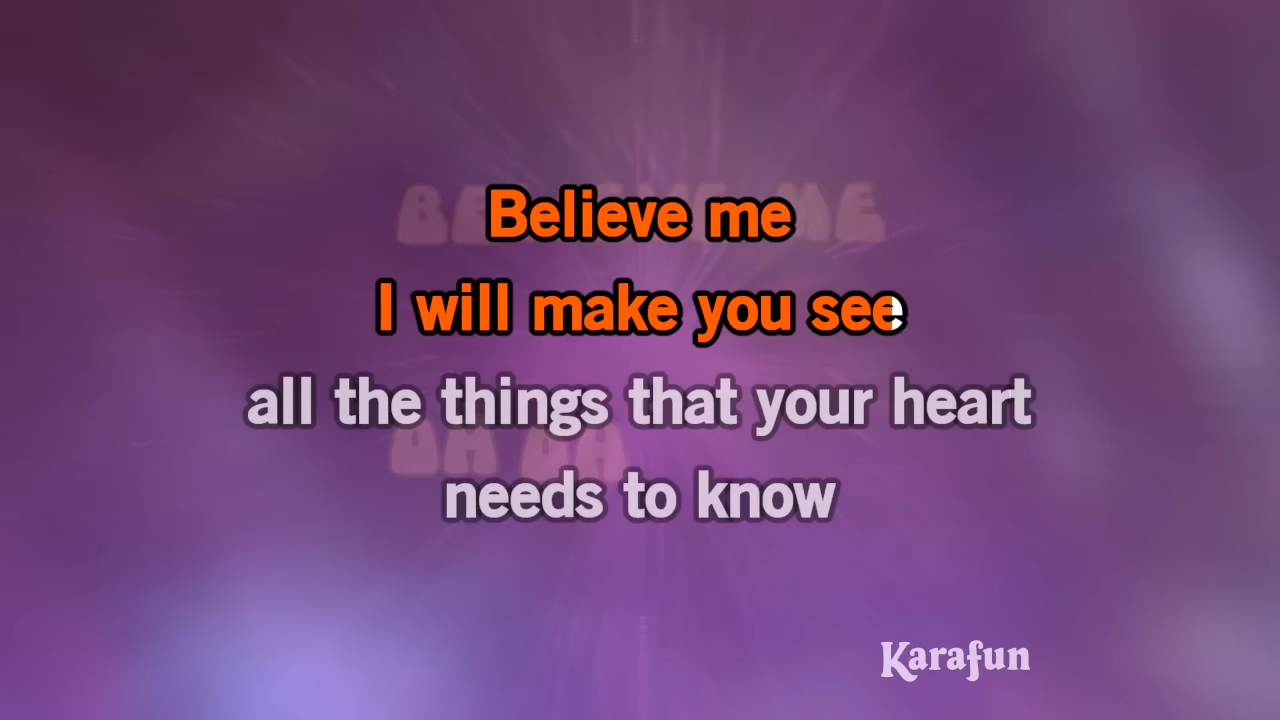 Believe me
I will make you see
all the things that your heart
needs to know
Karafun